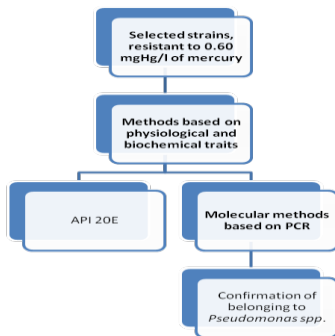 Selected strains,
resistant to 0.60
mgHg/l of mercury
Methods based on
physiological and
biochemical traits
API 20E
Molecular methods
based on PCR
Confirmation of
belonging to
Pseudomonas spp.